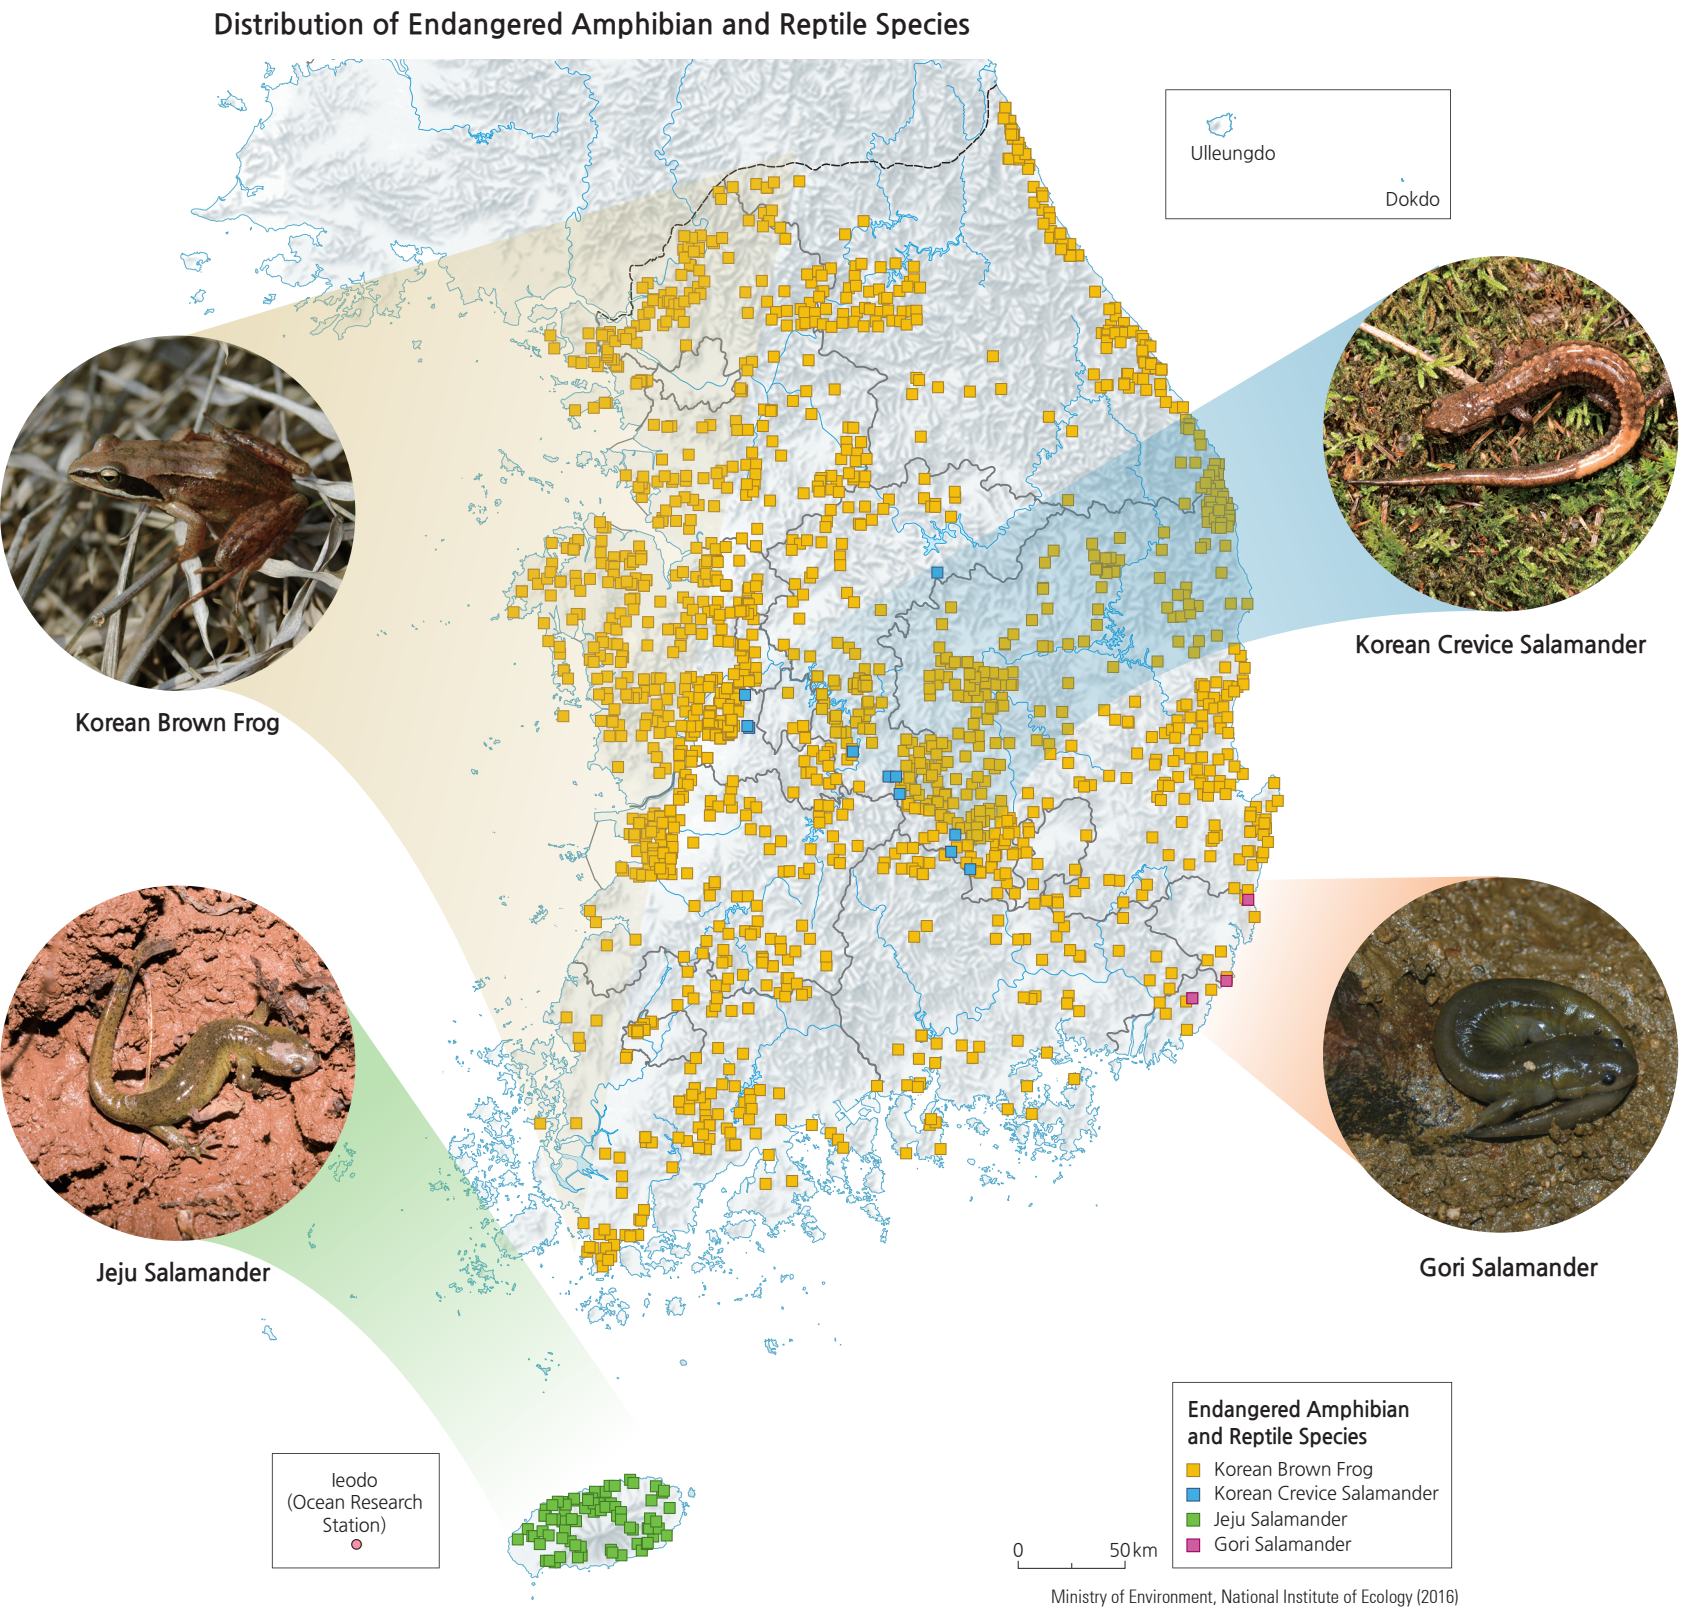 Distribution of Endangered Amphibian and Reptile Species
Ulleungdo
Dokdo
Korean Crevice Salamander
Korean Brown Frog
Jeju Salamander
Gori Salamander
Ieodo
(Ocean Research
Station)
Endangered Amphibian
and Reptile Species
Korean Brown Frog
Korean Crevice Salamander
Jeju Salamander
Gori Salamander
0 50km
Ministry of Environment, National Institute of Ecology (2016)